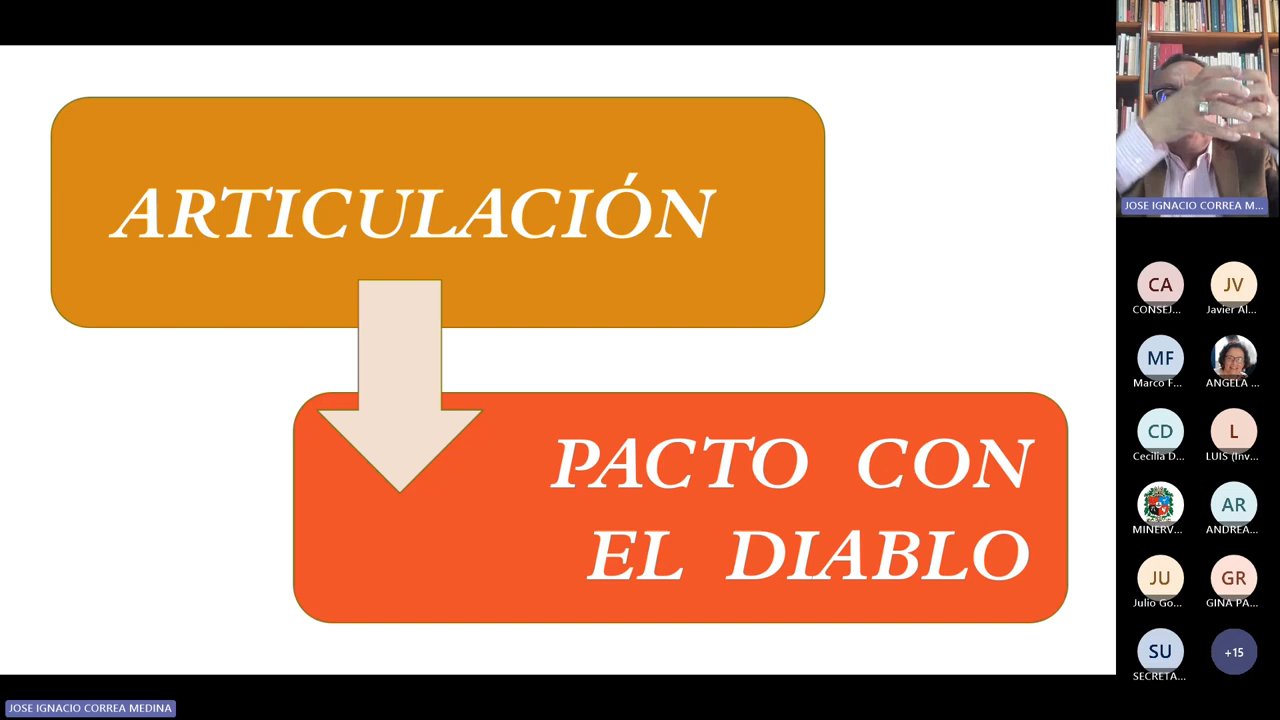 ARTICULACIÓN
PACTO CON
EL DIABLO
JOSE IGNACIO CORREA M...
CA
CONSEJ...
JV
Javier Al...
MF
Marco F...
ANGELA ...
CD
Cecilia D...
L
LUIS (Inv...
MINERV...
AR
ANDREA...
JU
Julio Go...
GR
GINA PA...
SU
SECRETA...
+15
JOSE IGNACIO CORREA MEDINA